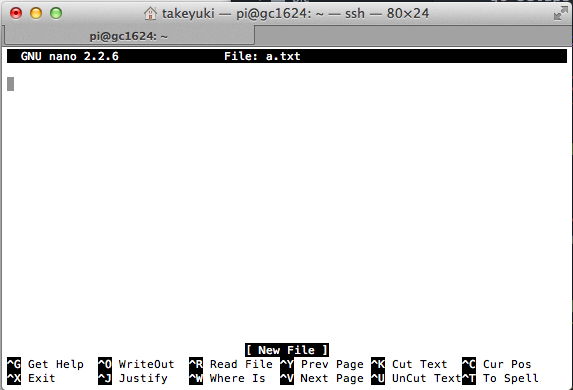 takeyuki — pi@gc1624: ~ — ssh — 80×24
pi@gc1624: ~
GNU nano 2.2.6 File: a.txt
[ New File ]
^G Get Help ^O WriteOut ^R Read File ^Y Prev Page ^K Cut Text ^C Cur Pos
^X Exit ^J Justify ^W Where Is ^V Next Page ^U UnCut Text ^T To Spell